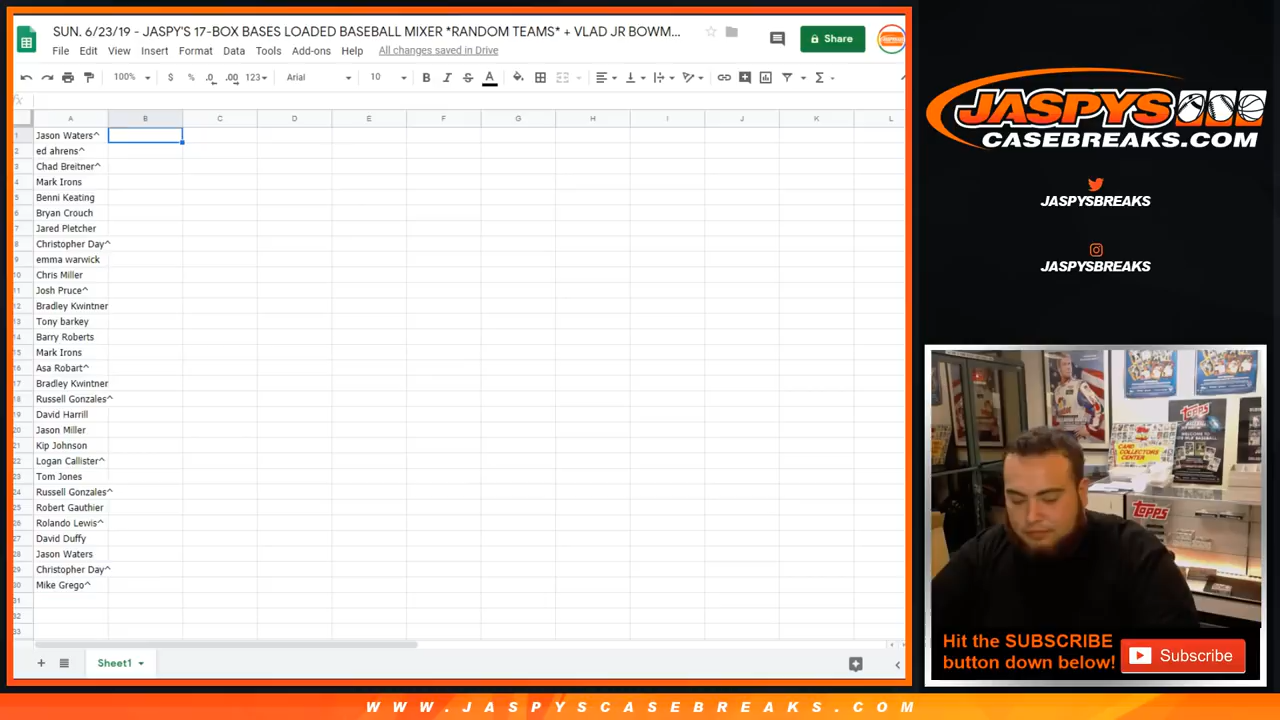 SUN. 6/23/19 - JASPY'S 17-BOX BASES LOADED BASEBALL MIXER *RANDOM TEAMS* + VLAD JR BOWM...
File Edit View Insert Format Data Tools Add-ons Help All changes saved in Drive
Share
100% $ % .0 .00 123 Arial 10 B I S A
fx
A B C D E F G H I J K L
1 Jason Waters^
2 ed ahrens^
3 Chad Breitner^
4 Mark Irons
5 Benni Keating
6 Bryan Crouch
7 Jared Pletcher
8 Christopher Day^
9 emma warwick
10 Chris Miller
11 Josh Pruce^
12 Bradley Kwintner
13 Tony barkey
14 Barry Roberts
15 Mark Irons
16 Asa Robart^
17 Bradley Kwintner
18 Russell Gonzales^
19 David Harrill
20 Jason Miller
21 Kip Johnson
22 Logan Callister^
23 Tom Jones
24 Russell Gonzales^
25 Robert Gauthier
26 Rolando Lewis^
27 David Duffy
28 Jason Waters
29 Christopher Day^
30 Mike Grego^
31
32
33
Sheet1
JASPYS
CASEBREAKS.COM
JASPYSBREAKS
JASPYSBREAKS
Topps
CARD
COLLECTORS
CENTER
Topps
Hit the SUBSCRIBE
button down below!
Subscribe
WWW.JASPYSCASEBREAKS.COM